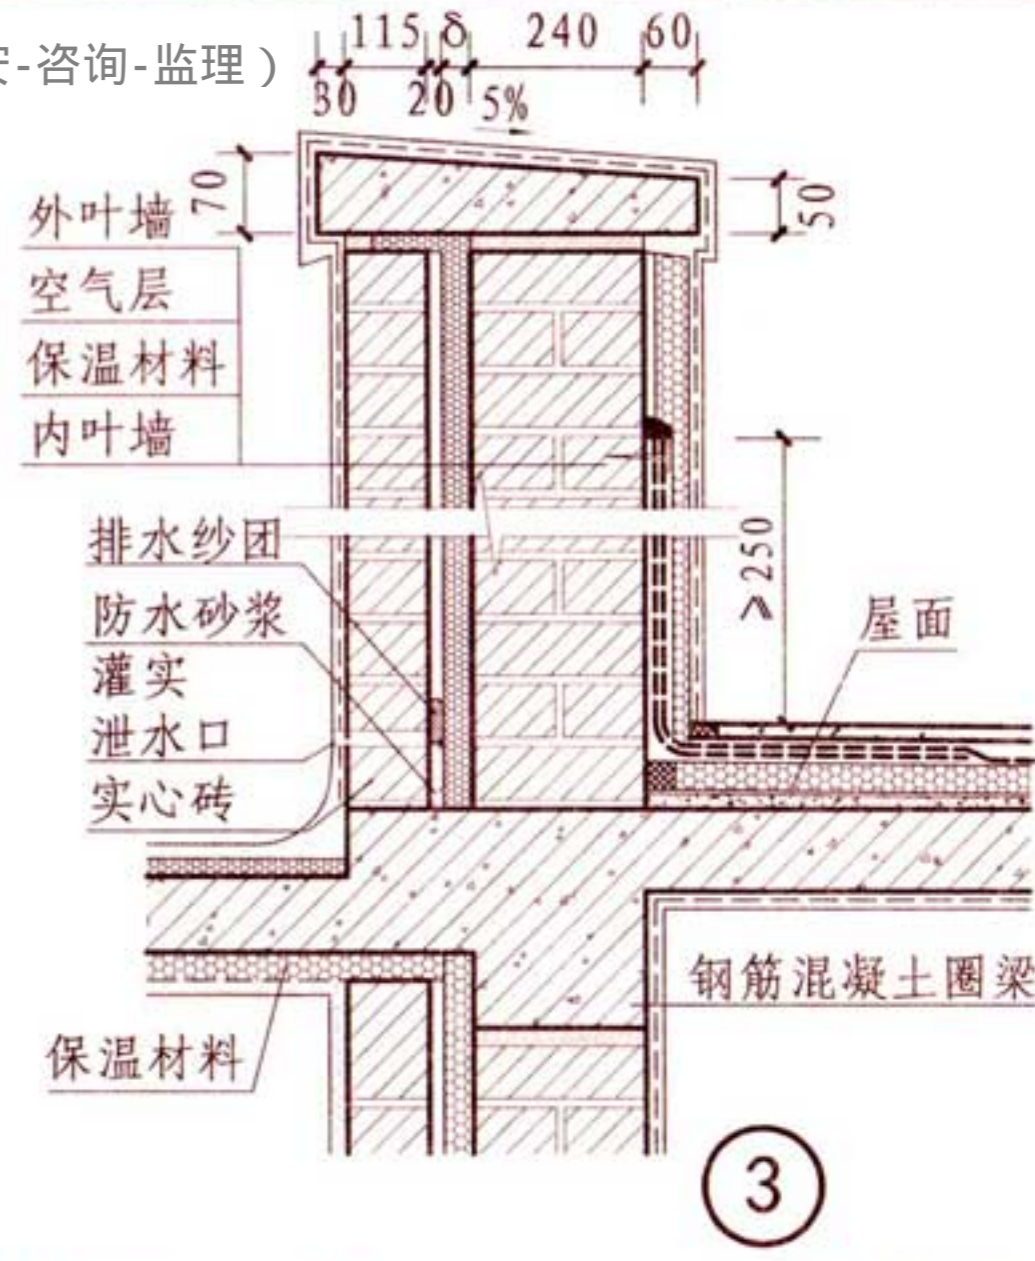 安-咨询-监理）
115 δ 240 60
30 20 5%
70
50
外叶墙
空气层
保温材料
内叶墙
排水纱团
防水砂浆
灌实
泄水口
实心砖
≥250
屋面
钢筋混凝土圈梁
保温材料
3